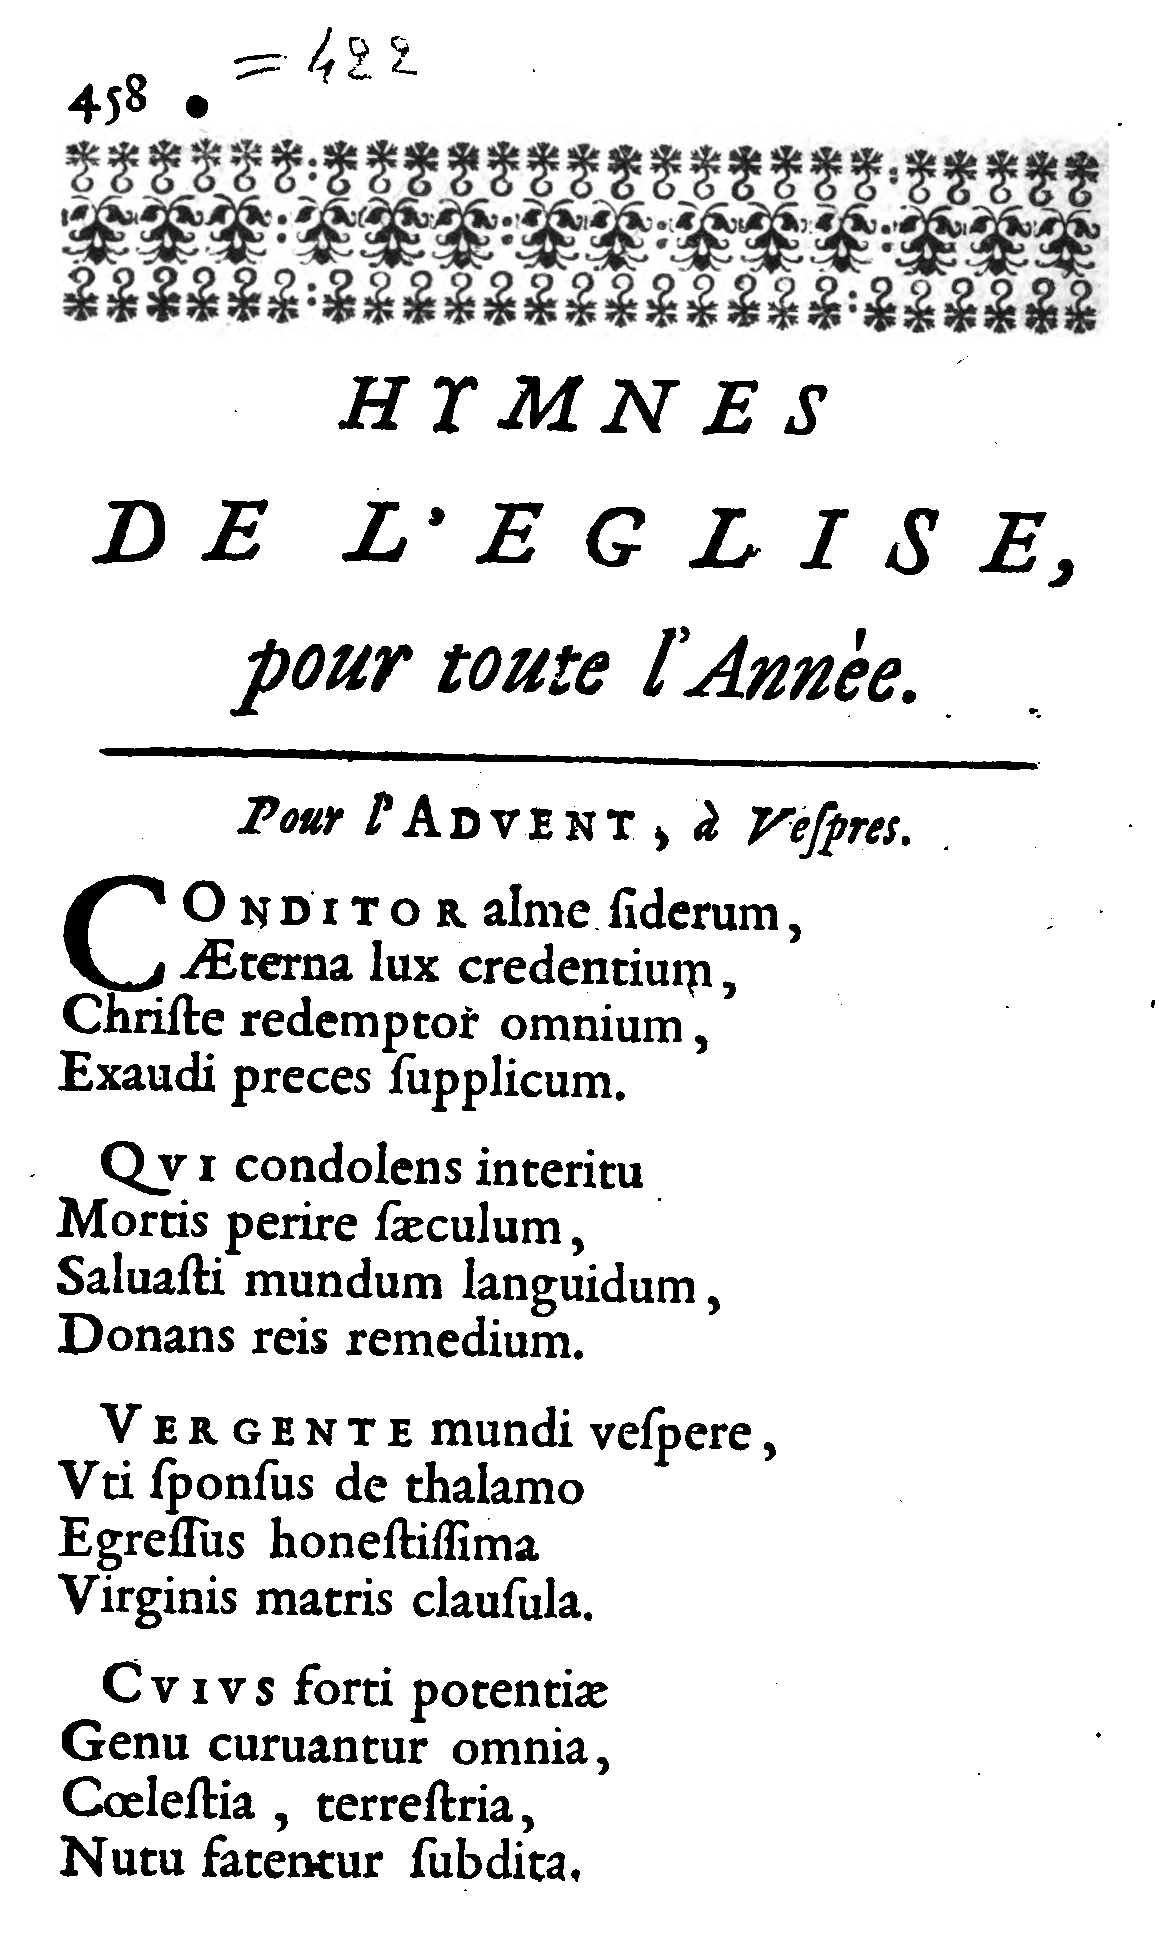 = 422
458
HYMNES
DE L'EGLISE,
pour toute l'Annèe.
Pour l'ADVENT, à Veſpres.
CONDITOR alme ſiderum,
Æterna lux credentium,
Chriſte redemptor omnium,
Exaudi preces ſupplicum.
QVI condolens interitu
Mortis perire ſæculum,
Saluaſti mundum languidum,
Donans reis remedium.
VERGENTE mundi veſpere,
Vti ſponſus de thalamo
Egreſſus honeſtiſſima
Virginis matris clauſula.
CVIVS forti potentiæ
Genu curuantur omnia,
Cœleſtia, terreſtria,
Nutu fatentur ſubdita.